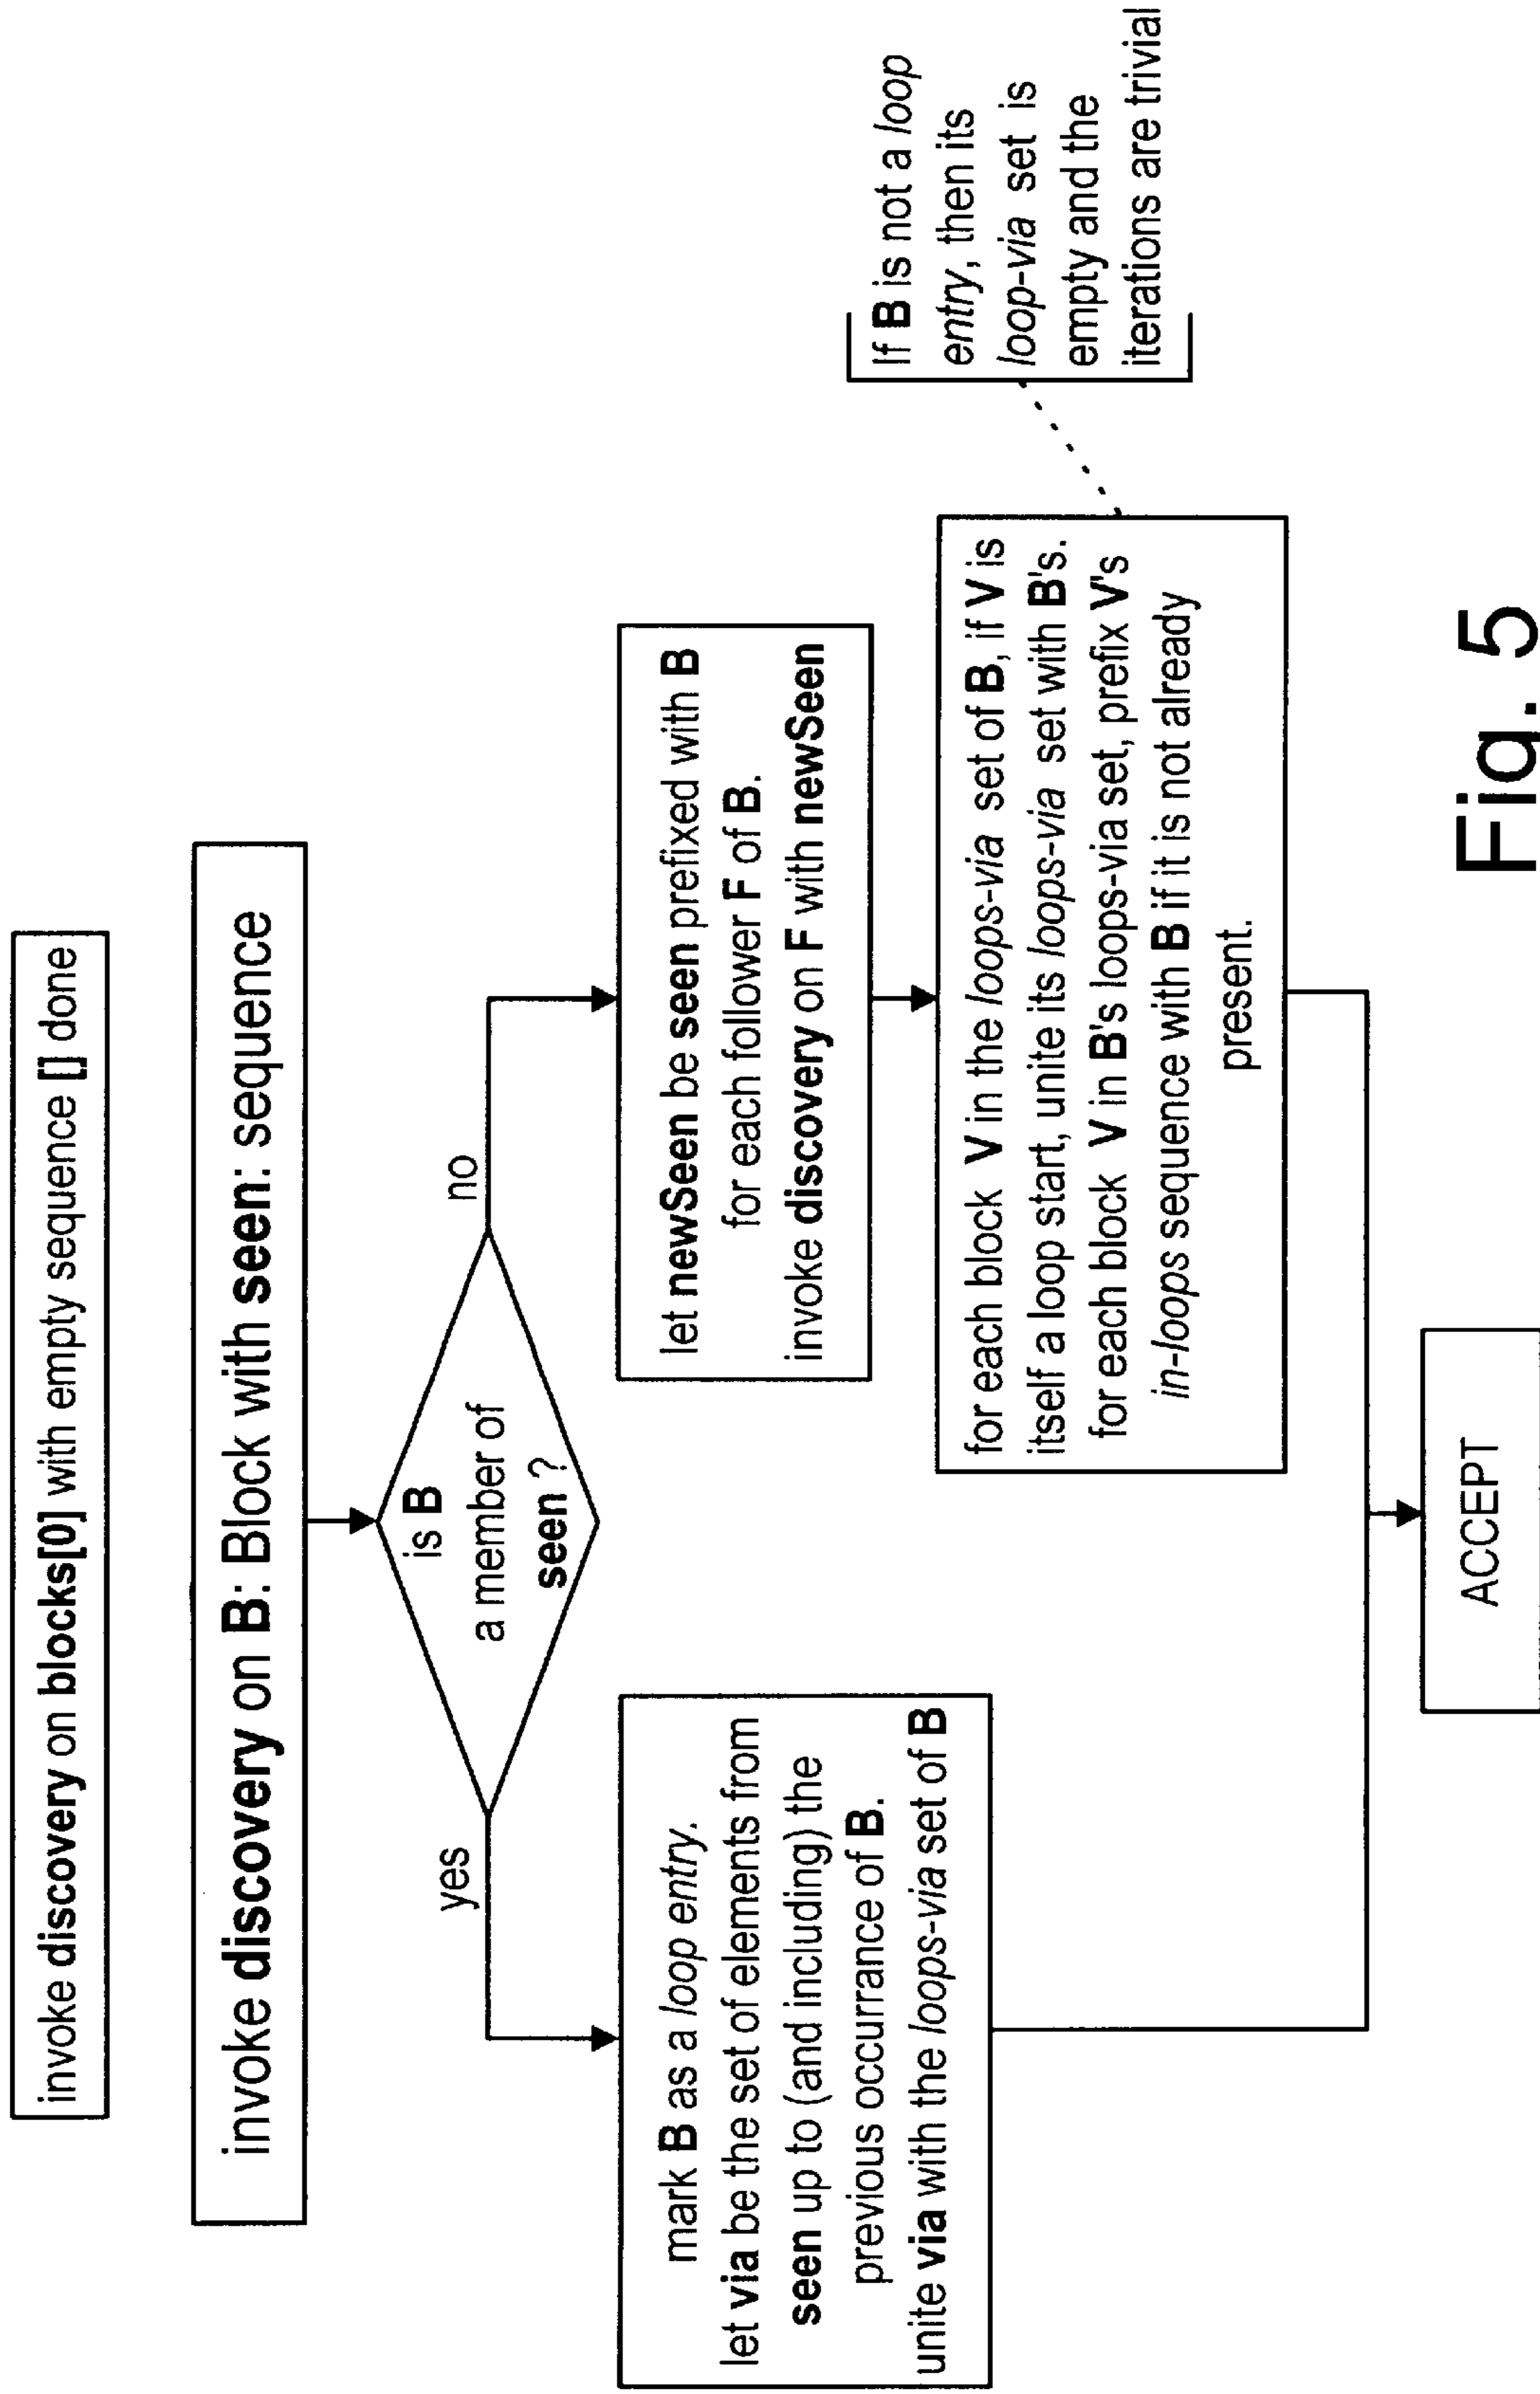 invoke discovery on blocks[0] with empty sequence [] done
invoke discovery on B: Block with seen: sequence
is B
a member of
seen ?
yes
no
mark B as a loop entry.
let via be the set of elements from
seen up to (and including) the
previous occurrance of B.
unite via with the loops-via set of B
let newSeen be seen prefixed with B
for each follower F of B.
invoke discovery on F with newSeen
for each block V in the loops-via set of B, if V is
itself a loop start, unite its loops-via set with B's.
for each block V in B's loops-via set, prefix V's
in-loops sequence with B if it is not already
present.
If B is not a loop
entry, then its
loop-via set is
empty and the
iterations are trivial
ACCEPT
Fig. 5